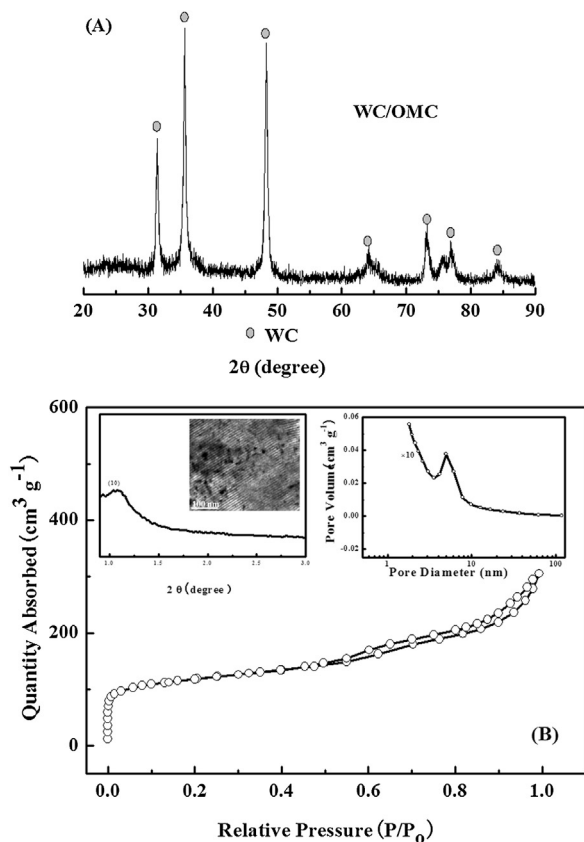 (A)
WC/OMC
20 30 40 50 60 70 80 90
WC
2θ (degree)
600
400
200
0
Quantity Absorbed (cm³ g⁻¹)
(10)
100 nm
1.0 1.5 2.0 2.5 3.0
2 θ (degree)
0.06
0.04
0.02
0.00
-0.02
×10
Pore Volume (cm³ g⁻¹)
1 10 100
Pore Diameter (nm)
(B)
0.0 0.2 0.4 0.6 0.8 1.0
Relative Pressure (P/P₀)